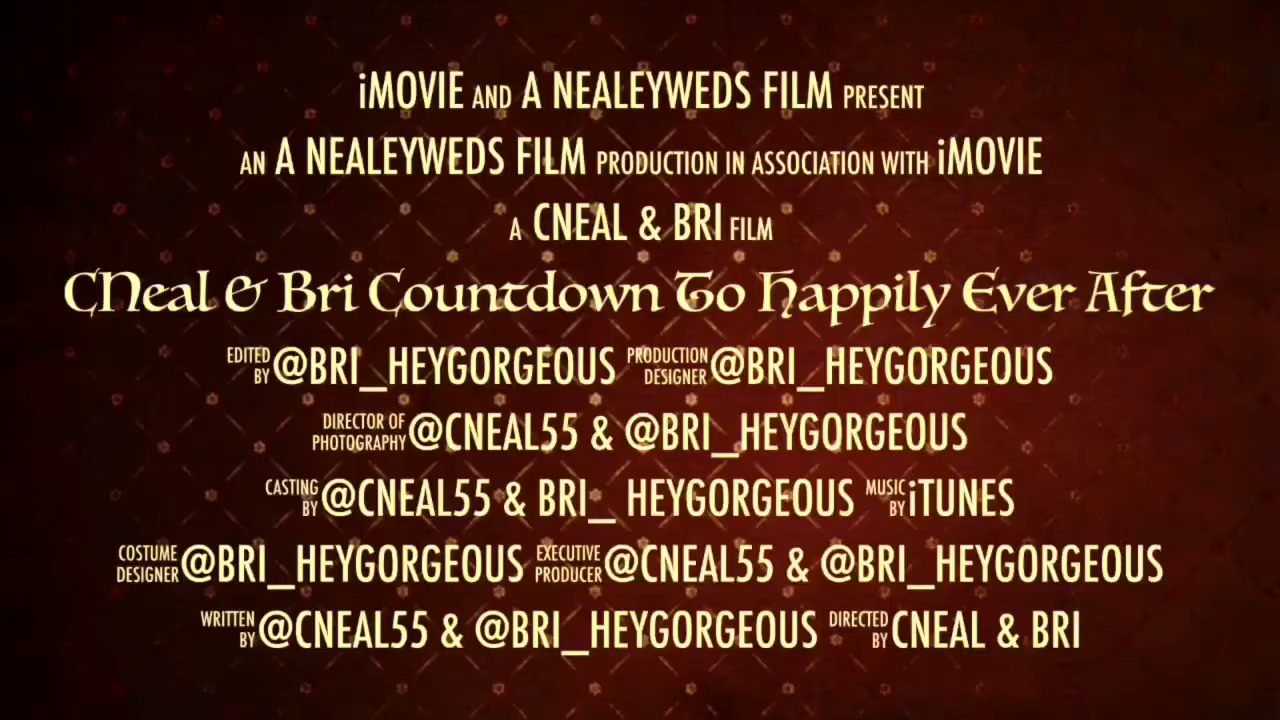 iMOVIE AND A NEALEYWEDS FILM PRESENT
AN A NEALEYWEDS FILM PRODUCTION IN ASSOCIATION WITH iMOVIE
A CNEAL & BRI FILM
CNeal & Bri Countdown To Happily Ever After
EDITED BY @BRI_HEYGORGEOUS PRODUCTION DESIGNER @BRI_HEYGORGEOUS
DIRECTOR OF PHOTOGRAPHY @CNEAL55 & @BRI_HEYGORGEOUS
CASTING BY @CNEAL55 & BRI_ HEYGORGEOUS MUSIC BY iTUNES
COSTUME DESIGNER @BRI_HEYGORGEOUS EXECUTIVE PRODUCER @CNEAL55 & @BRI_HEYGORGEOUS
WRITTEN BY @CNEAL55 & @BRI_HEYGORGEOUS DIRECTED BY CNEAL & BRI